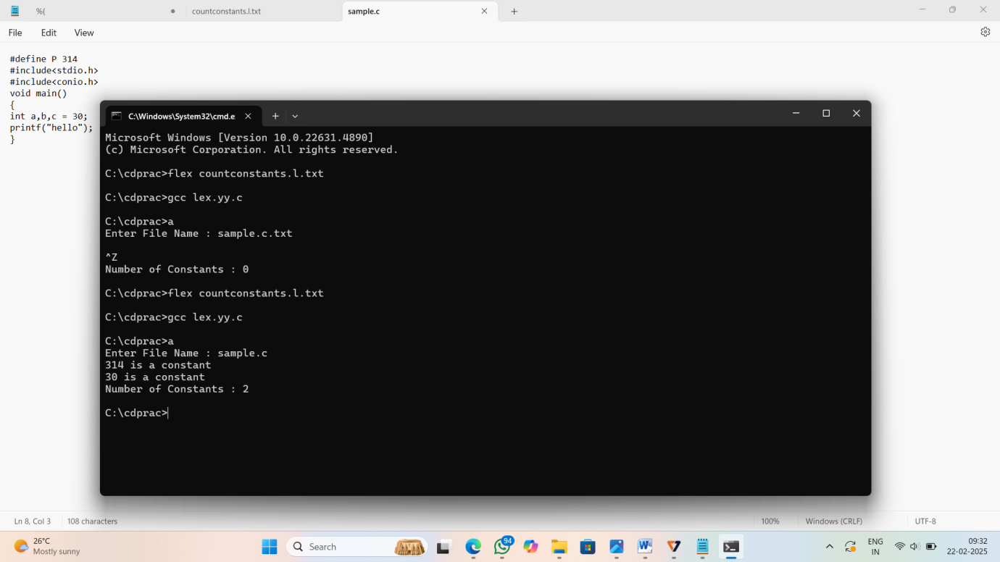 %{
countconstants.l.txt
sample.c
File Edit View
#define P 314
#include<stdio.h>
#include<conio.h>
void main()
{
int a,b,c = 30;
printf("hello");
}
C:\Windows\System32\cmd.e
Microsoft Windows [Version 10.0.22631.4890]
(c) Microsoft Corporation. All rights reserved.
C:\cdprac>flex countconstants.l.txt
C:\cdprac>gcc lex.yy.c
C:\cdprac>a
Enter File Name : sample.c.txt
^Z
Number of Constants : 0
C:\cdprac>flex countconstants.l.txt
C:\cdprac>gcc lex.yy.c
C:\cdprac>a
Enter File Name : sample.c
314 is a constant
30 is a constant
Number of Constants : 2
C:\cdprac>
Ln 8, Col 3 108 characters 100% Windows (CRLF) UTF-8
26°C
Mostly sunny
Search
94
ENG
IN
09:32
22-02-2025